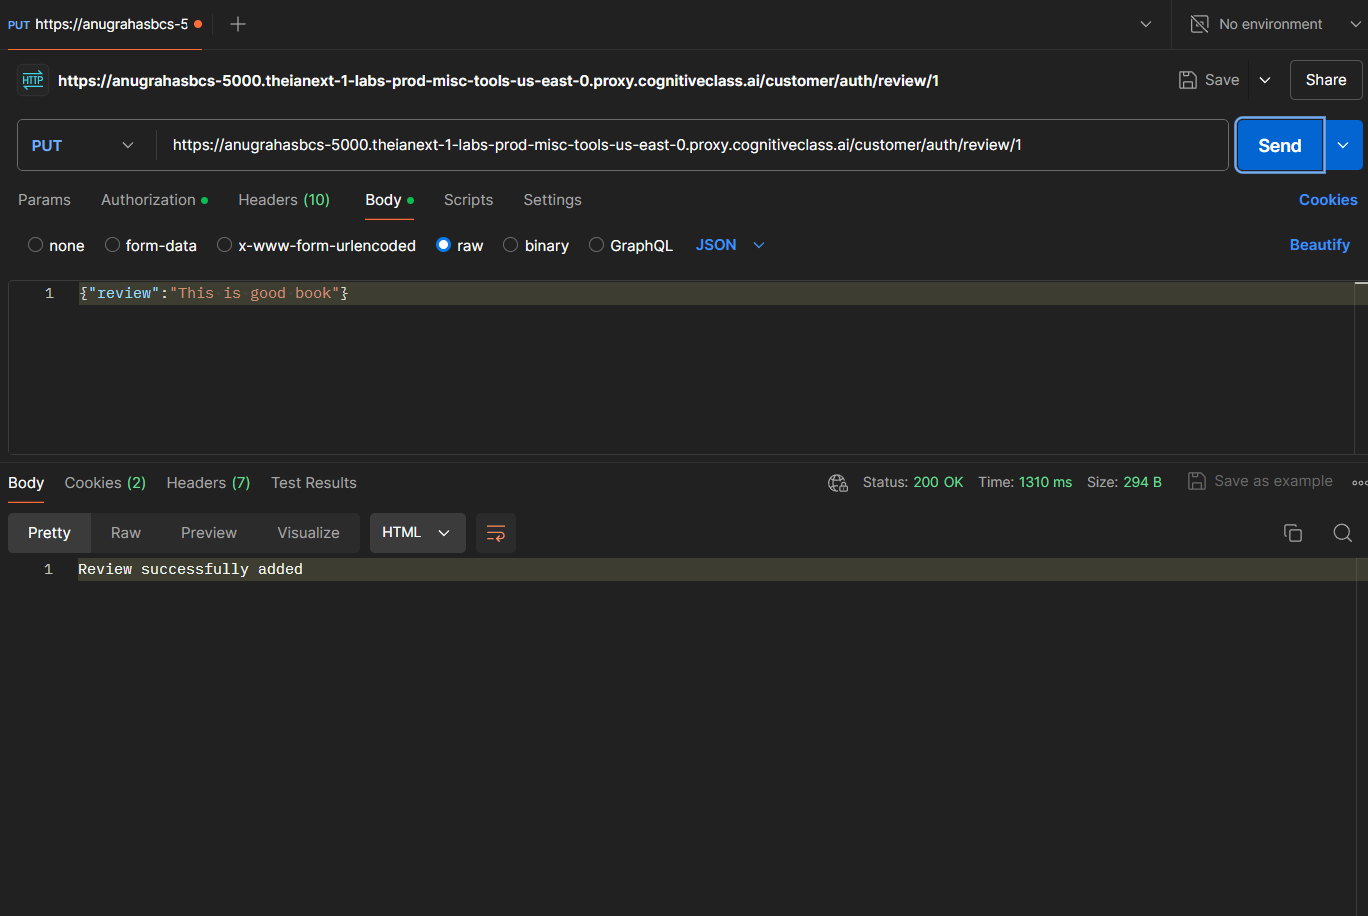 PUT https://anugrahasbcs-5
No environment
HTTP https://anugrahasbcs-5000.theianext-1-labs-prod-misc-tools-us-east-0.proxy.cognitiveclass.ai/customer/auth/review/1 Save Share
PUT https://anugrahasbcs-5000.theianext-1-labs-prod-misc-tools-us-east-0.proxy.cognitiveclass.ai/customer/auth/review/1 Send
Params Authorization Headers (10) Body Scripts Settings Cookies
none form-data x-www-form-urlencoded raw binary GraphQL JSON Beautify
1 {"review":"This is good book"}
Body Cookies (2) Headers (7) Test Results Status: 200 OK Time: 1310 ms Size: 294 B Save as example
Pretty Raw Preview Visualize HTML
1 Review successfully added